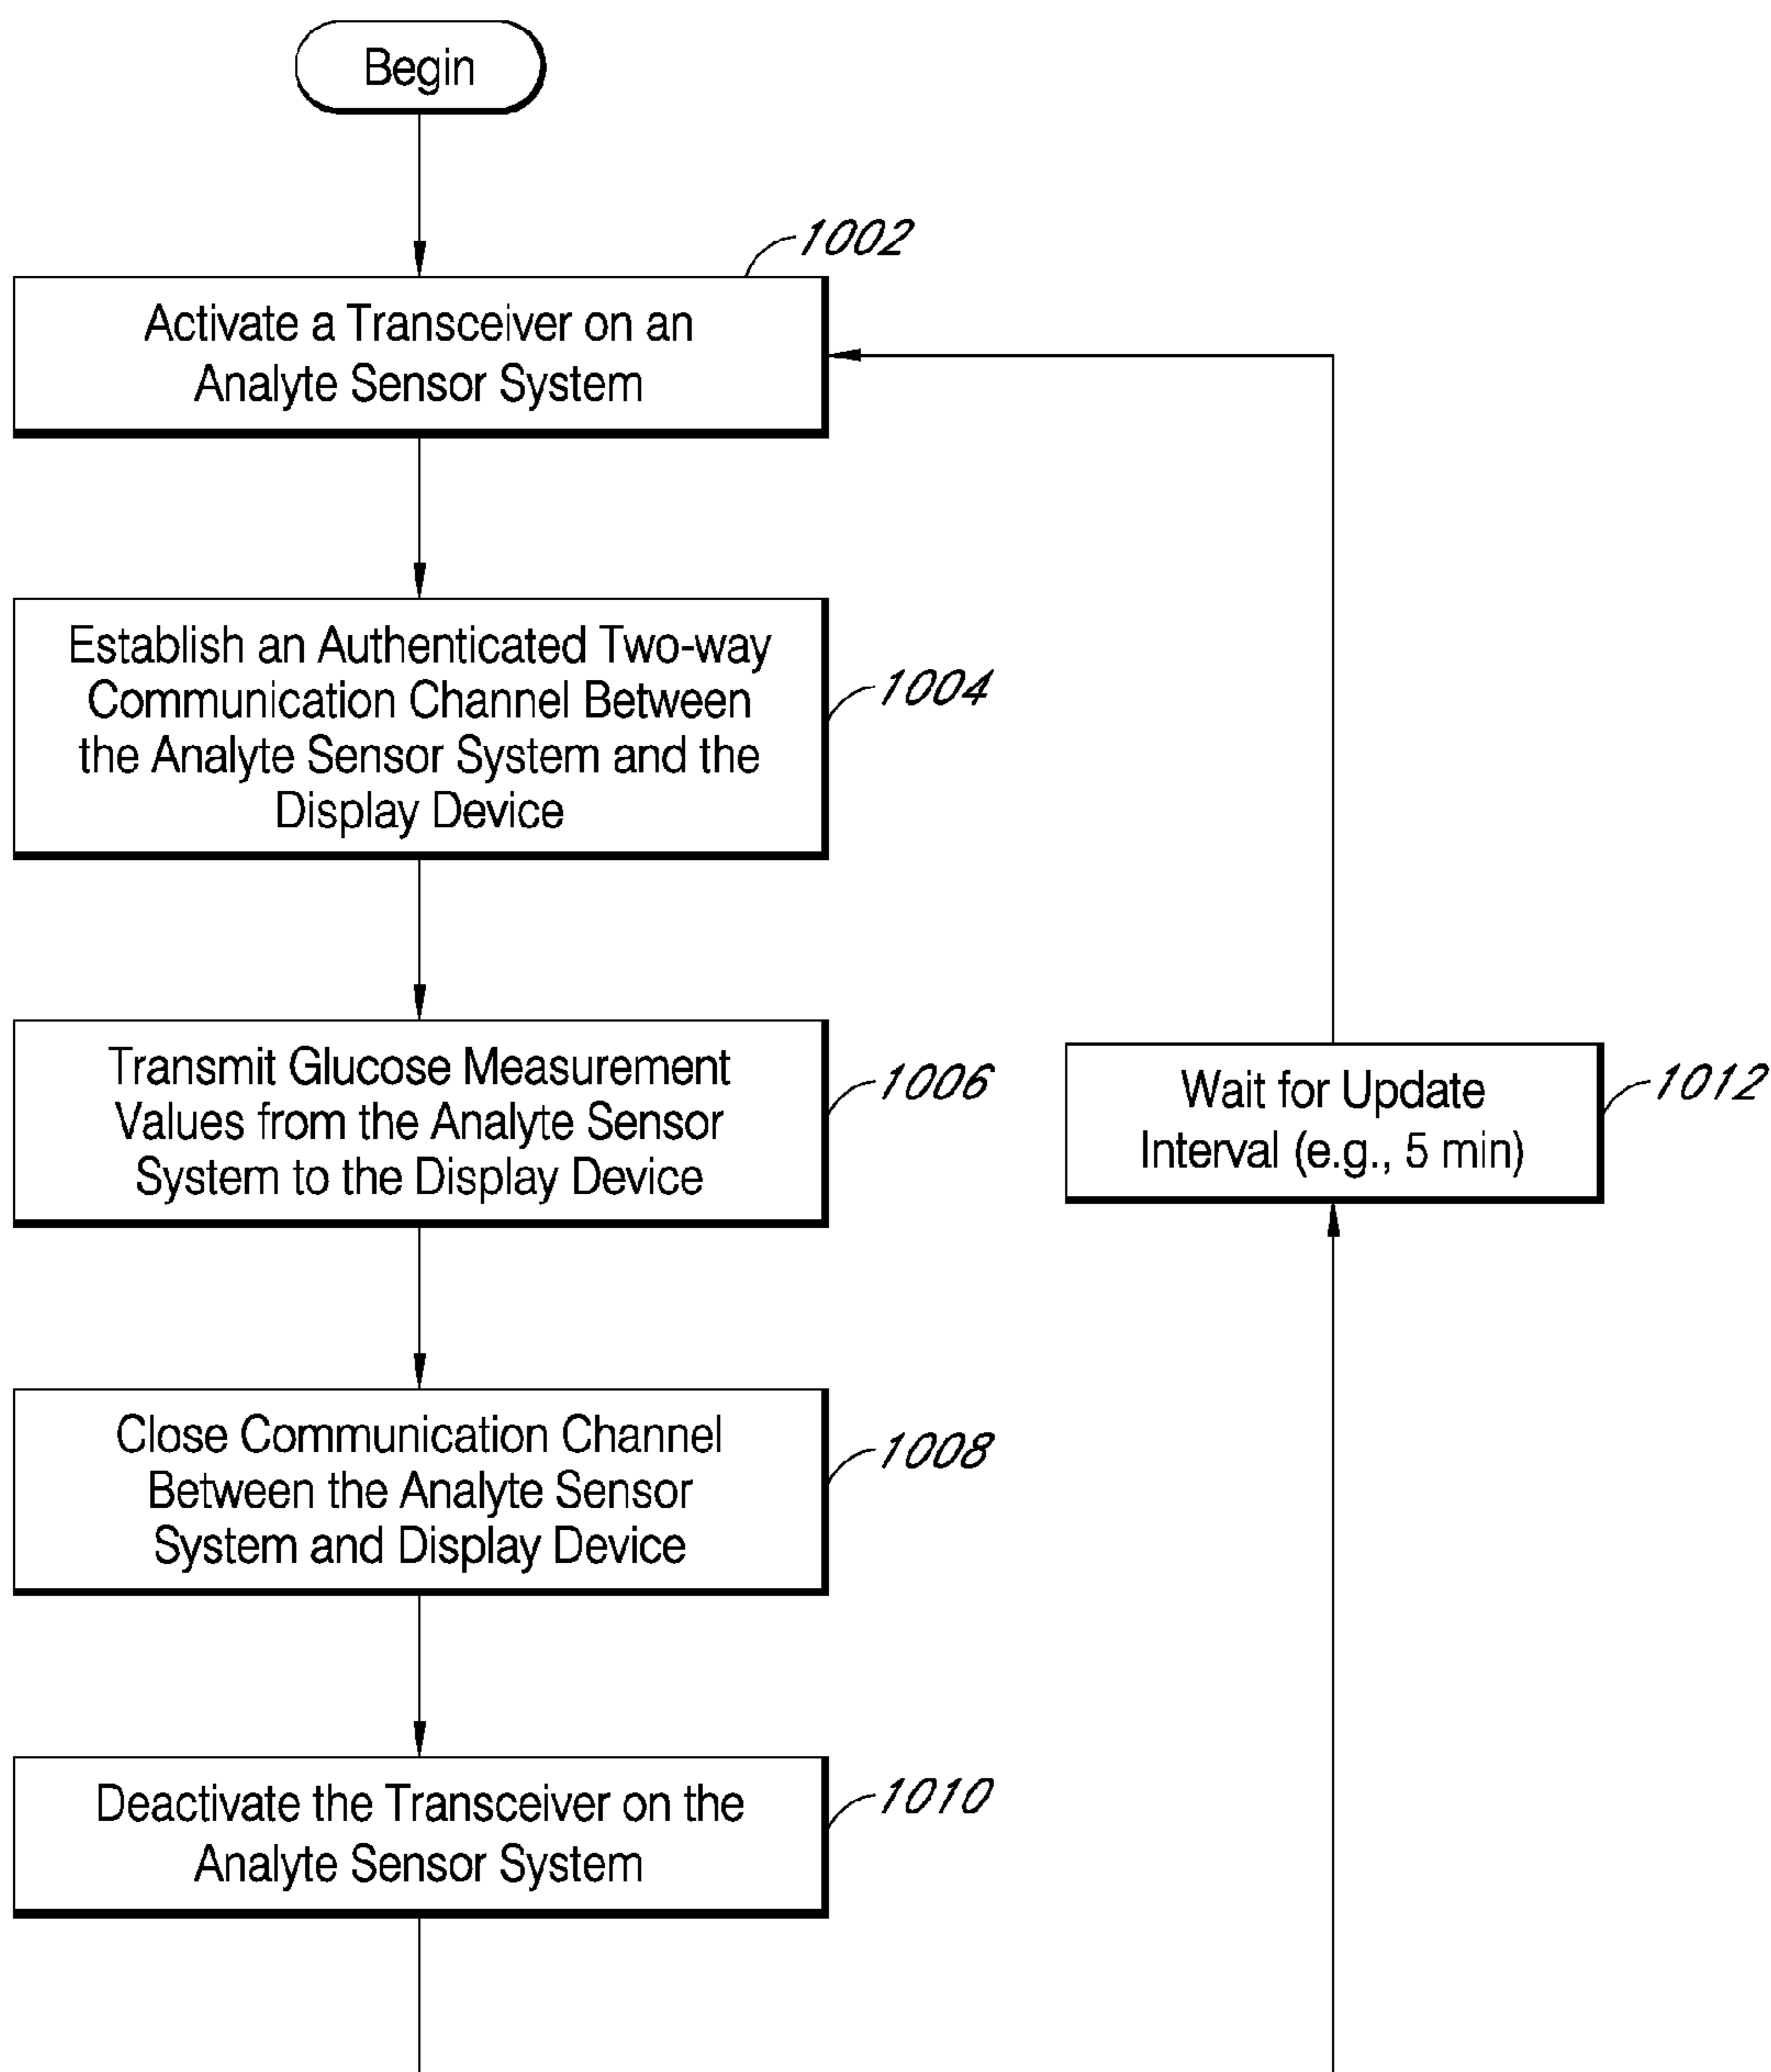 Begin
1002
Activate a Transceiver on an
Analyte Sensor System
Establish an Authenticated Two-way
Communication Channel Between
the Analyte Sensor System and the
Display Device
1004
Transmit Glucose Measurement
Values from the Analyte Sensor
System to the Display Device
1006
Wait for Update
Interval (e.g., 5 min)
1012
Close Communication Channel
Between the Analyte Sensor
System and Display Device
1008
Deactivate the Transceiver on the
Analyte Sensor System
1010